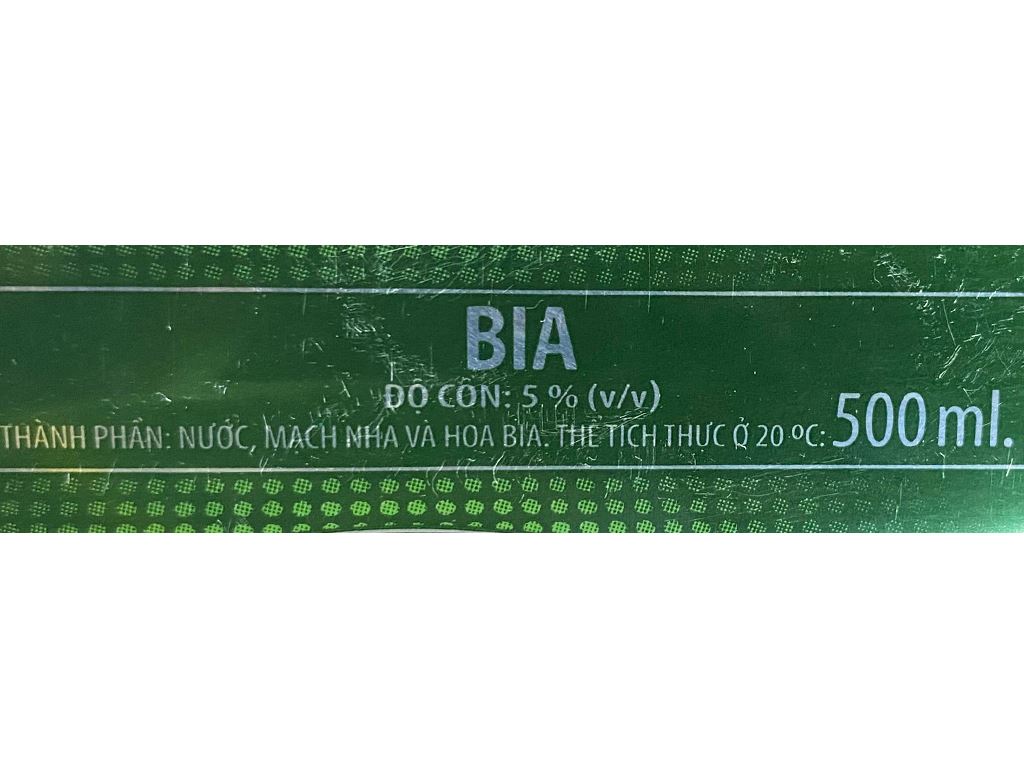 BIA
ĐỘ CỒN: 5 % (v/v)
THÀNH PHẦN: NƯỚC, MẠCH NHA VÀ HOA BIA. THỂ TÍCH THỰC Ở 20 ºC: 500 ml.